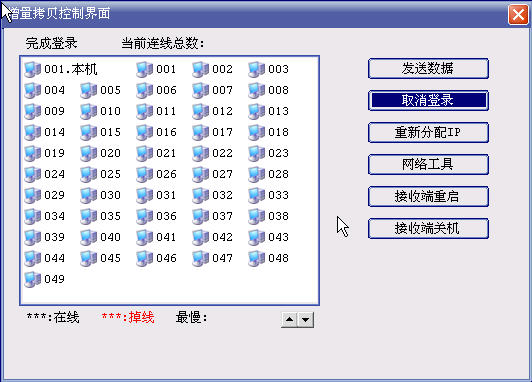 增量拷贝控制界面
完成登录 当前连线总数:
001.本机 001 002 003
004 005 006 007 008
009 010 011 012 013
014 015 016 017 018
019 020 021 022 023
024 025 026 027 028
029 030 031 032 033
034 035 036 037 038
039 040 041 042 043
044 045 046 047 048
049
***:在线 ***:掉线 最慢:
发送数据
取消登录
重新分配IP
网络工具
接收端重启
接收端关机